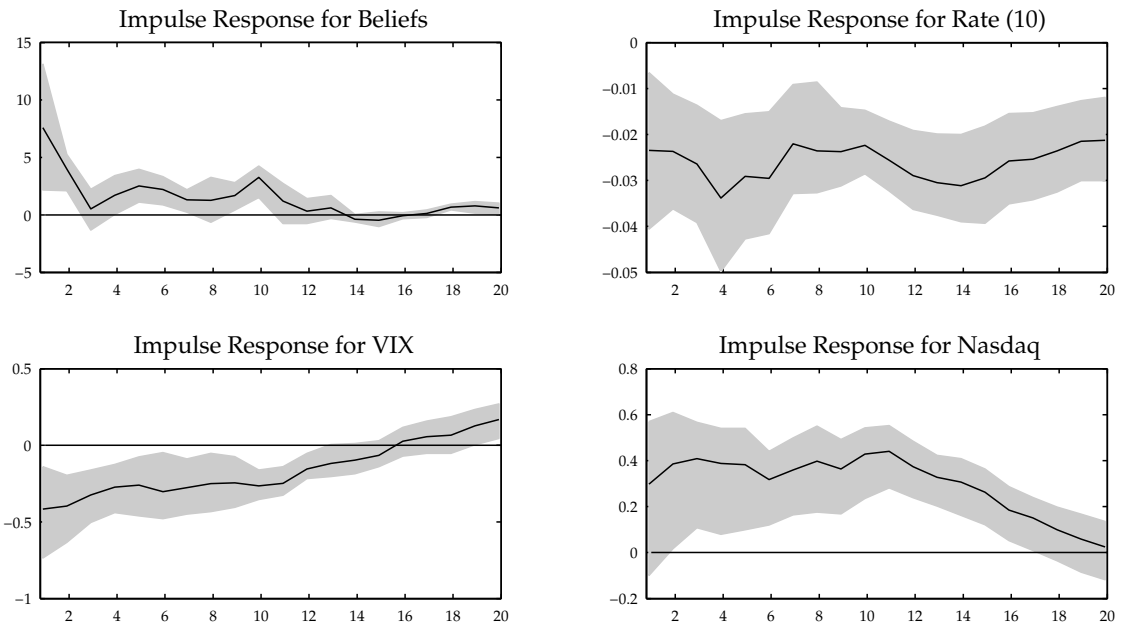 Impulse Response for Beliefs
15
10
5
0
−5
2 4 6 8 10 12 14 16 18 20
Impulse Response for Rate (10)
0
−0.01
−0.02
−0.03
−0.04
−0.05
2 4 6 8 10 12 14 16 18 20
Impulse Response for VIX
0.5
0
−0.5
−1
2 4 6 8 10 12 14 16 18 20
Impulse Response for Nasdaq
0.8
0.6
0.4
0.2
0
−0.2
2 4 6 8 10 12 14 16 18 20